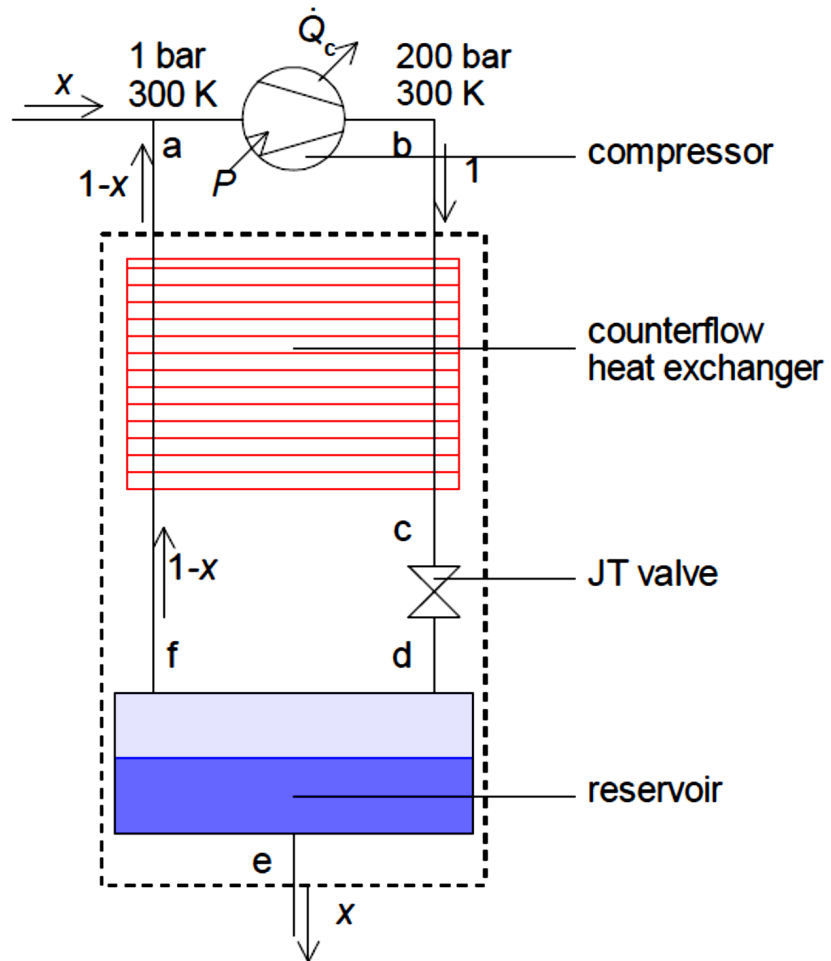 Q̇c
1 bar
300 K
200 bar
300 K
x
a
b
P
compressor
1-x
1
counterflow
heat exchanger
c
1-x
JT valve
f
d
reservoir
e
x